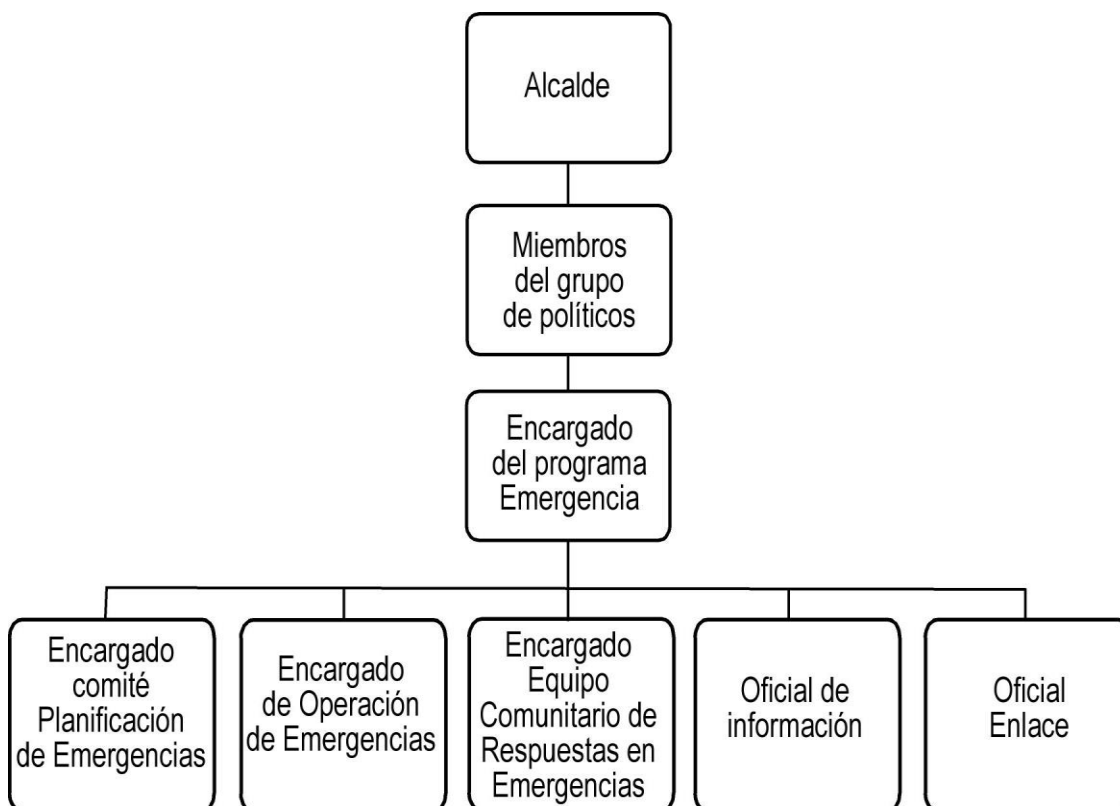 Alcalde
Miembros
del grupo
de políticos
Encargado
del programa
Emergencia
Encargado
comité
Planificación
de Emergencias
Encargado
de Operación
de Emergencias
Encargado
Equipo
Comunitario de
Respuestas en
Emergencias
Oficial de
información
Oficial
Enlace